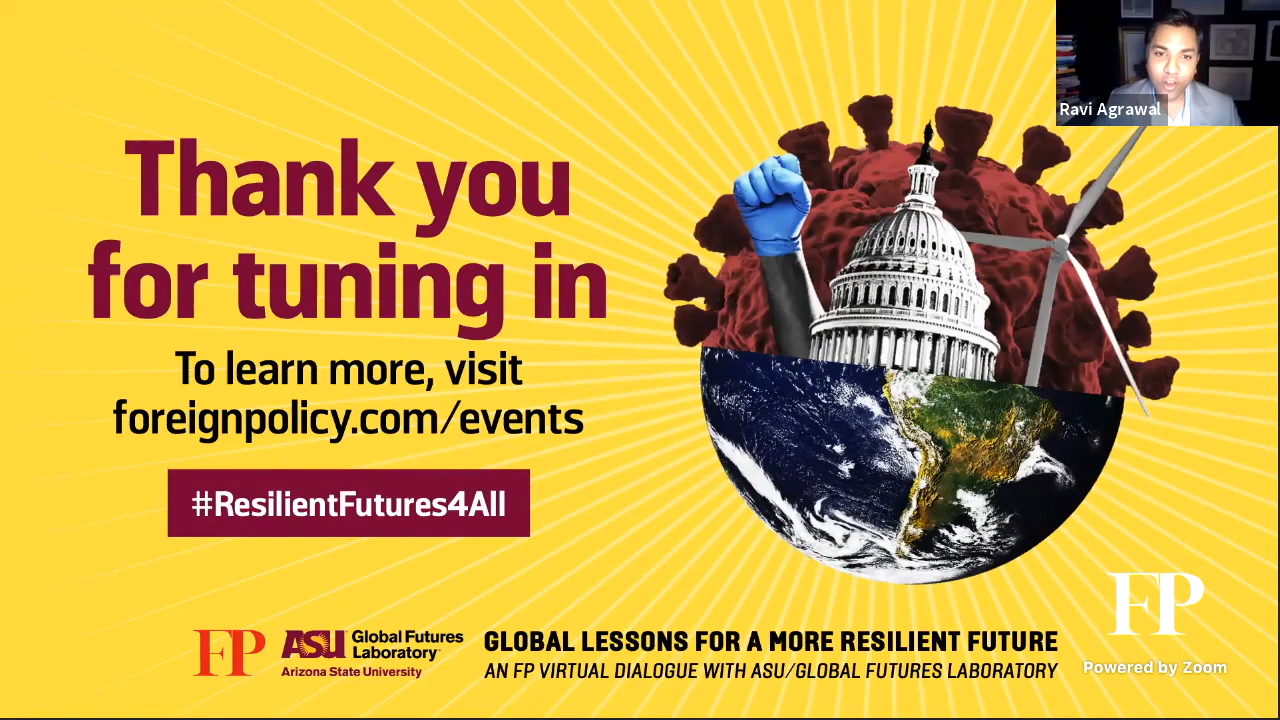 Ravi Agrawal
Thank you
for tuning in
To learn more, visit
foreignpolicy.com/events
#ResilientFutures4All
FP
ASU Global Futures
Laboratory
Arizona State University
GLOBAL LESSONS FOR A MORE RESILIENT FUTURE
AN FP VIRTUAL DIALOGUE WITH ASU/GLOBAL FUTURES LABORATORY
FP
Powered by Zoom